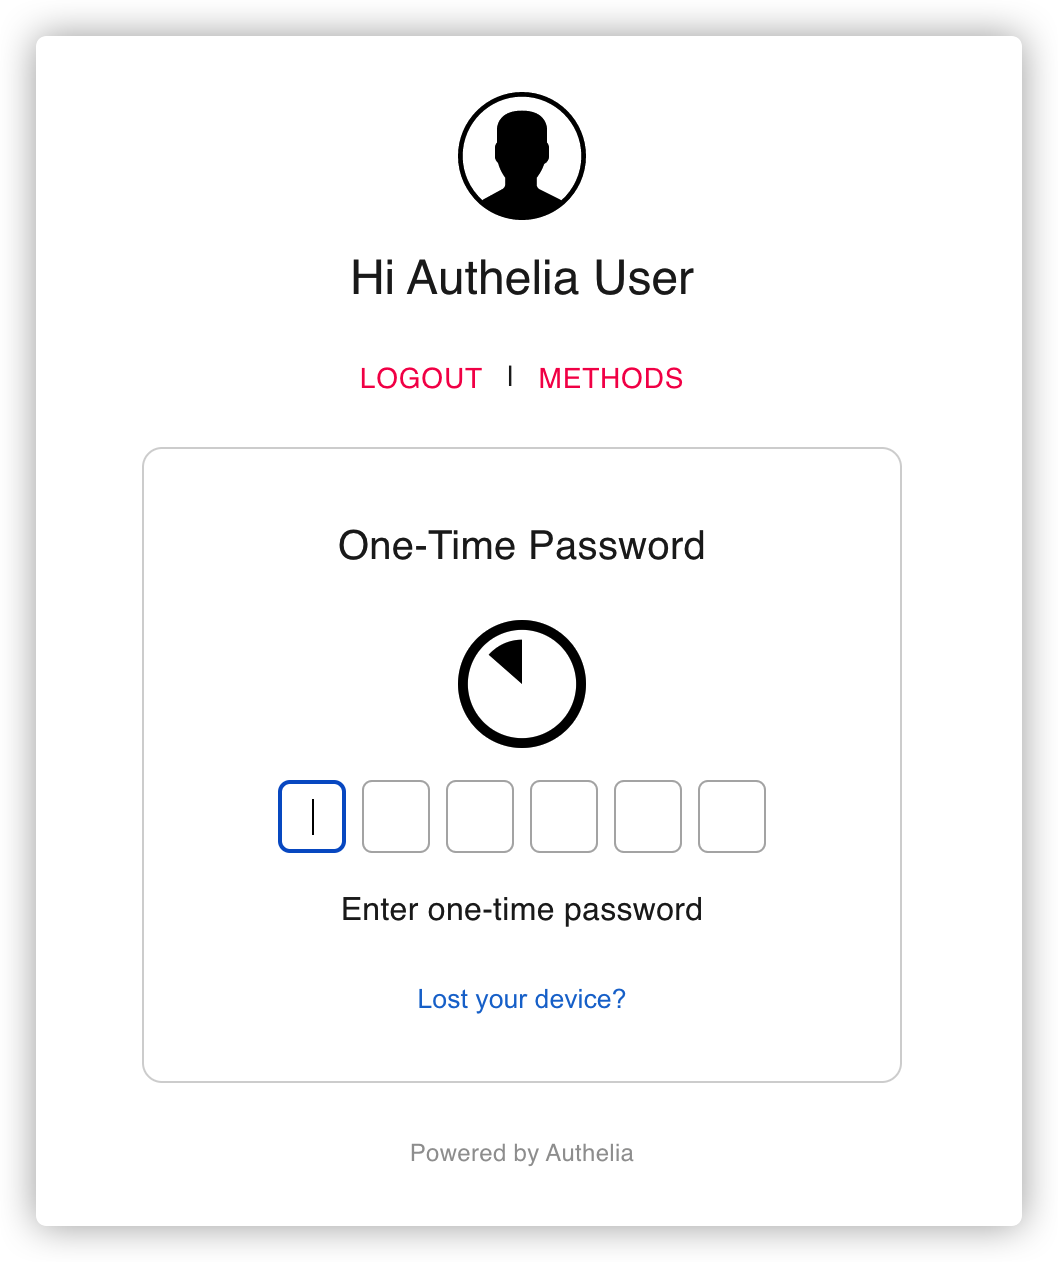 Hi Authelia User
LOGOUT | METHODS
One-Time Password
Enter one-time password
Lost your device?
Powered by Authelia